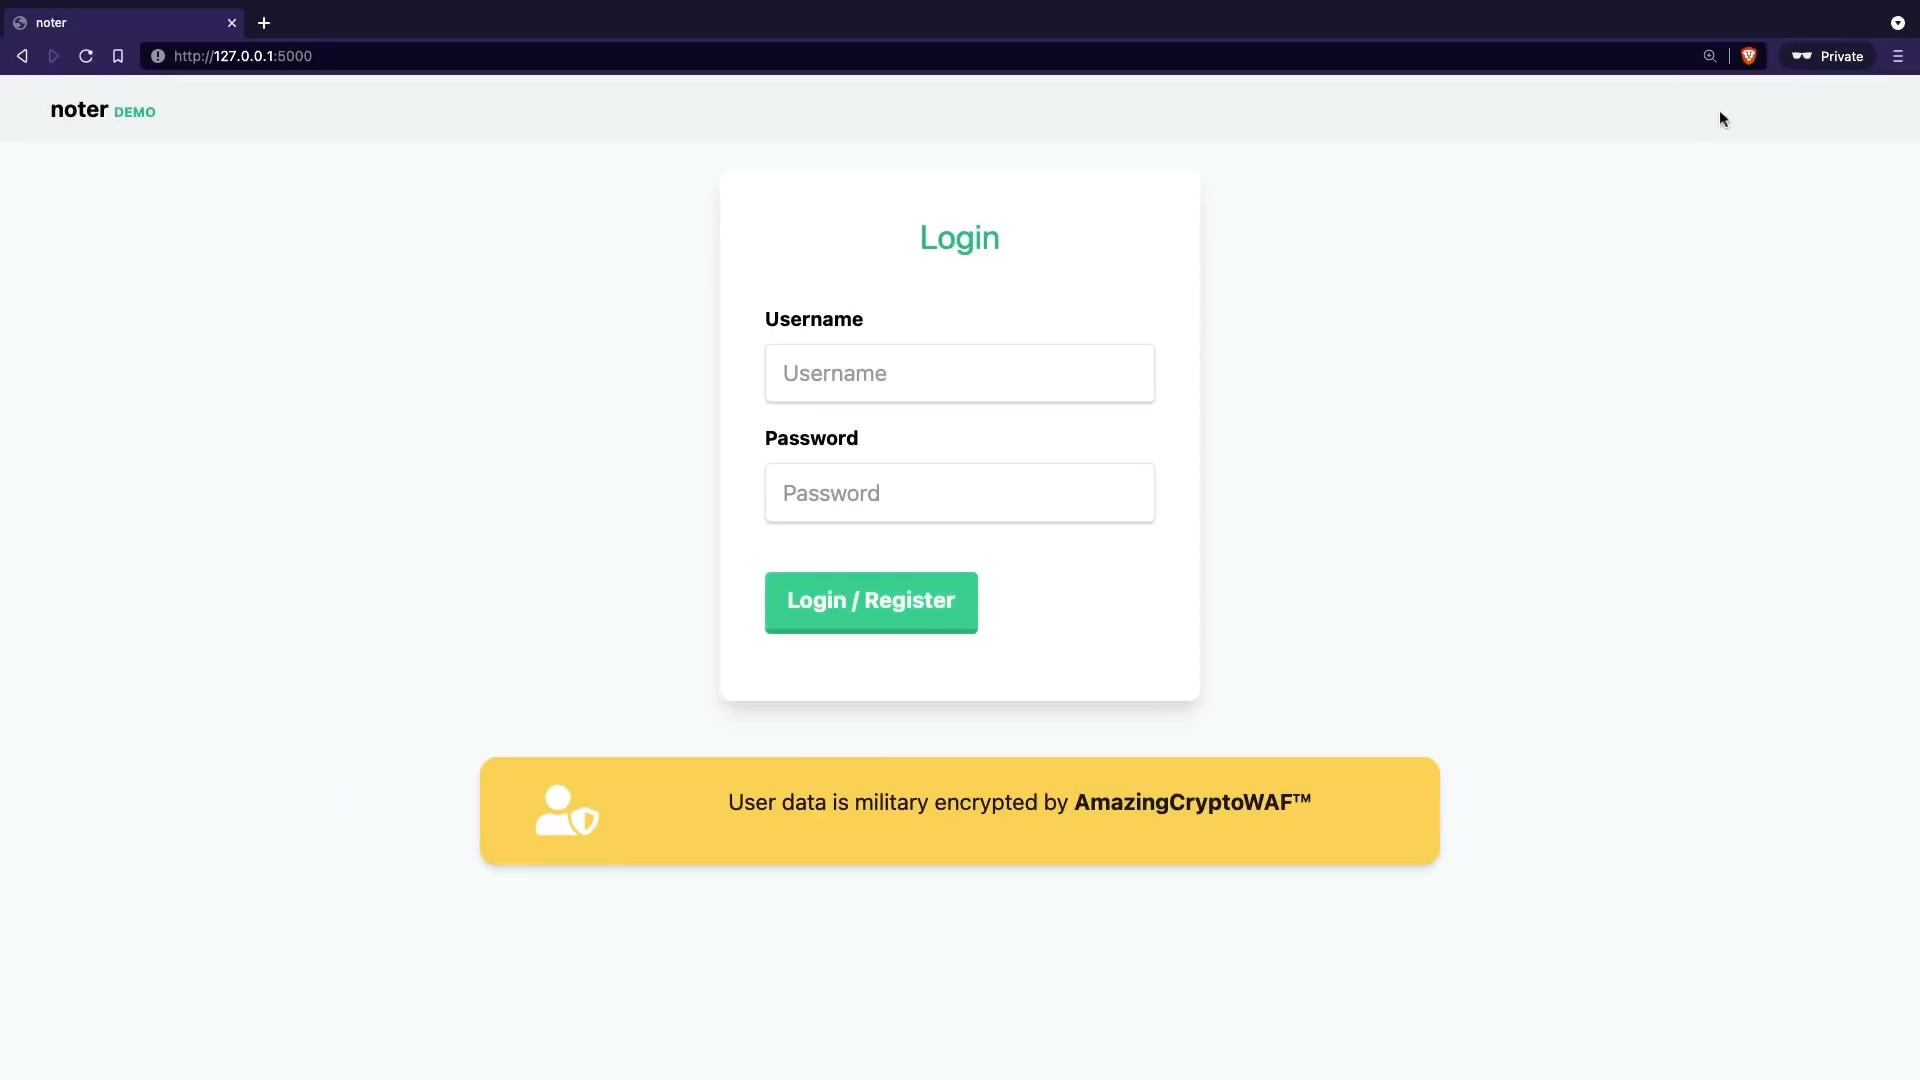 noter
http://127.0.0.1:5000
Private
noter DEMO
Login
Username
Username
Password
Password
Login / Register
User data is military encrypted by AmazingCryptoWAF™